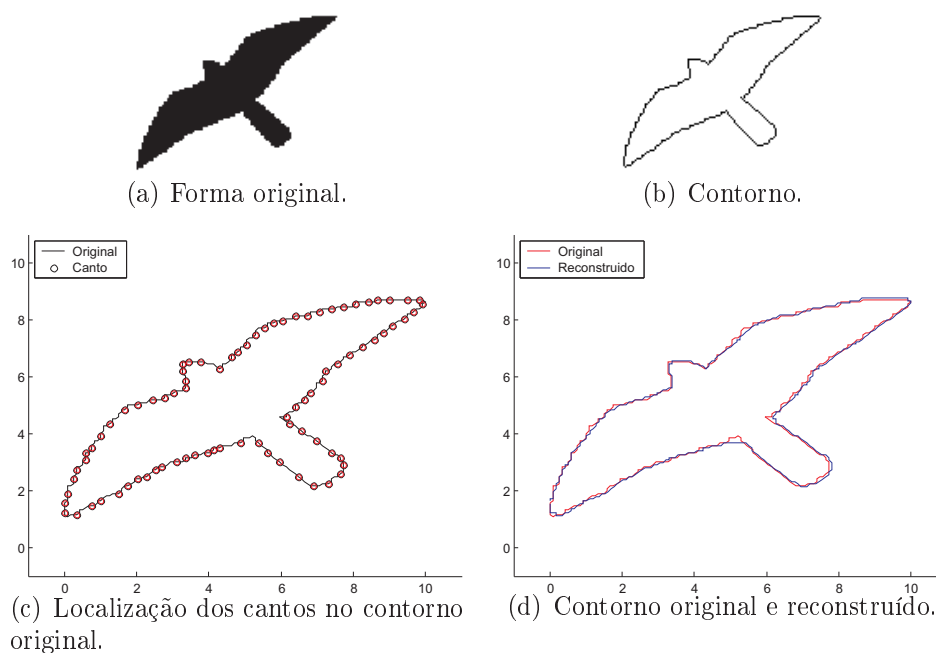 (a) Forma original.
(b) Contorno.
Original
Canto
10
8
6
4
2
0
0 2 4 6 8 10
(c) Localização dos cantos no contorno
original.
Original
Reconstruido
10
8
6
4
2
0
0 2 4 6 8 10
(d) Contorno original e reconstruído.